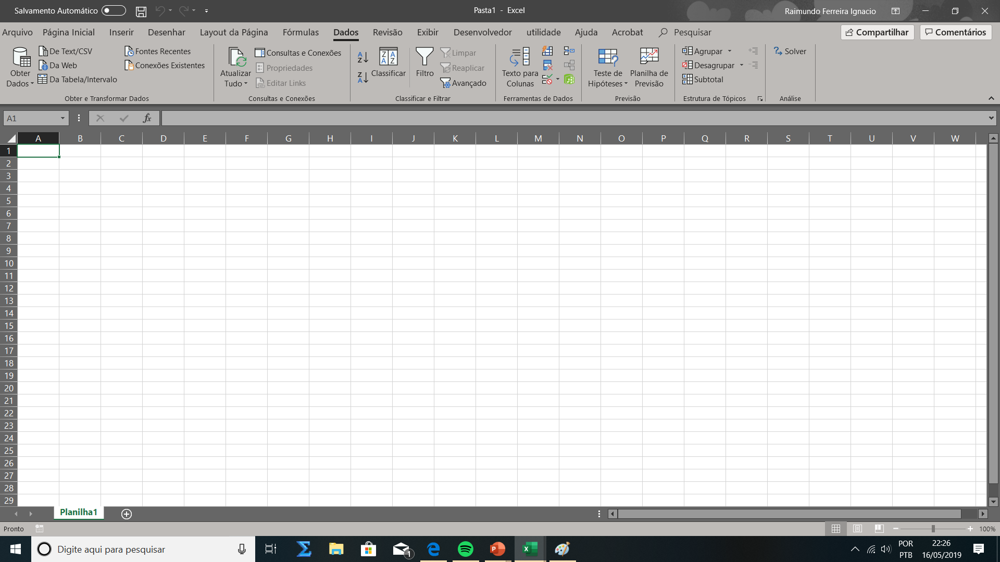 Salvamento Automático
Pasta1 - Excel
Raimundo Ferreira Ignacio
Arquivo Página Inicial Inserir Desenhar Layout da Página Fórmulas Dados Revisão Exibir Desenvolvedor utilidade Ajuda Acrobat Pesquisar Compartilhar Comentários
Obter Dados
De Text/CSV
Da Web
Da Tabela/Intervalo
Fontes Recentes
Conexões Existentes
Obter e Transformar Dados
Atualizar Tudo
Consultas e Conexões
Propriedades
Editar Links
Consultas e Conexões
Classificar
Filtro
Limpar
Reaplicar
Avançado
Classificar e Filtrar
Texto para Colunas
Ferramentas de Dados
Teste de Hipóteses
Planilha de Previsão
Previsão
Agrupar
Desagrupar
Subtotal
Estrutura de Tópicos
Solver
Análise
A1
fx
A B C D E F G H I J K L M N O P Q R S T U V W
1
2
3
4
5
6
7
8
9
10
11
12
13
14
15
16
17
18
19
20
21
22
23
24
25
26
27
28
29
Planilha1
Pronto
100%
Digite aqui para pesquisar
1
POR
PTB
22:26
16/05/2019